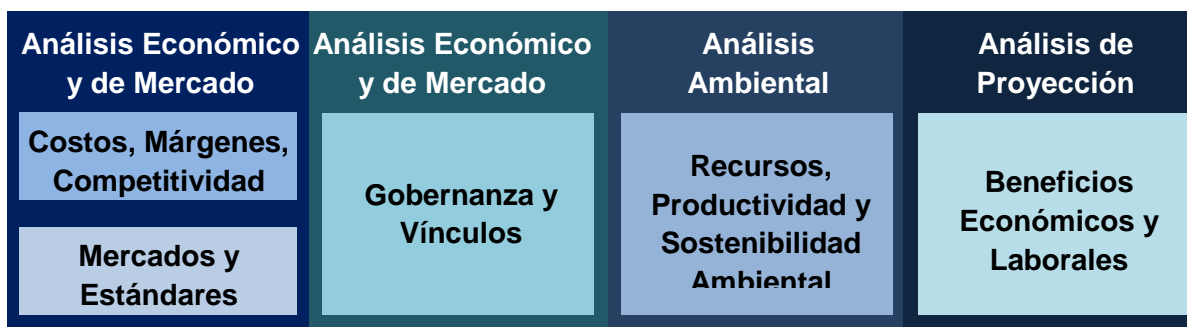 Análisis Económico
y de Mercado
Costos, Márgenes,
Competitividad
Mercados y
Estándares
Análisis Económico
y de Mercado
Gobernanza y
Vínculos
Análisis
Ambiental
Recursos,
Productividad y
Sostenibilidad
Ambiental
Análisis de
Proyección
Beneficios
Económicos y
Laborales